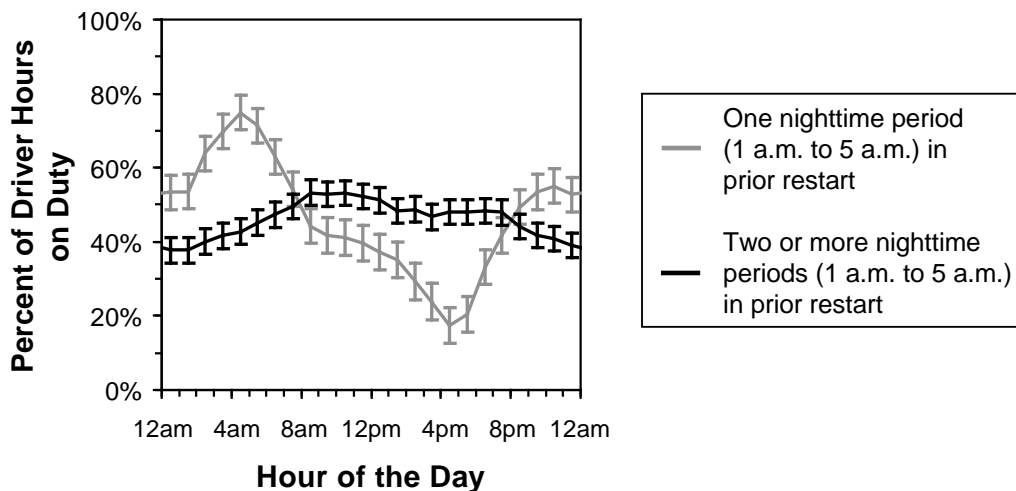 100%
80%
60%
40%
20%
0%
Percent of Driver Hours
on Duty
12am
4am
8am
12pm
4pm
8pm
12am
Hour of the Day
One nighttime period
(1 a.m. to 5 a.m.) in
prior restart
Two or more nighttime
periods (1 a.m. to 5 a.m.)
in prior restart